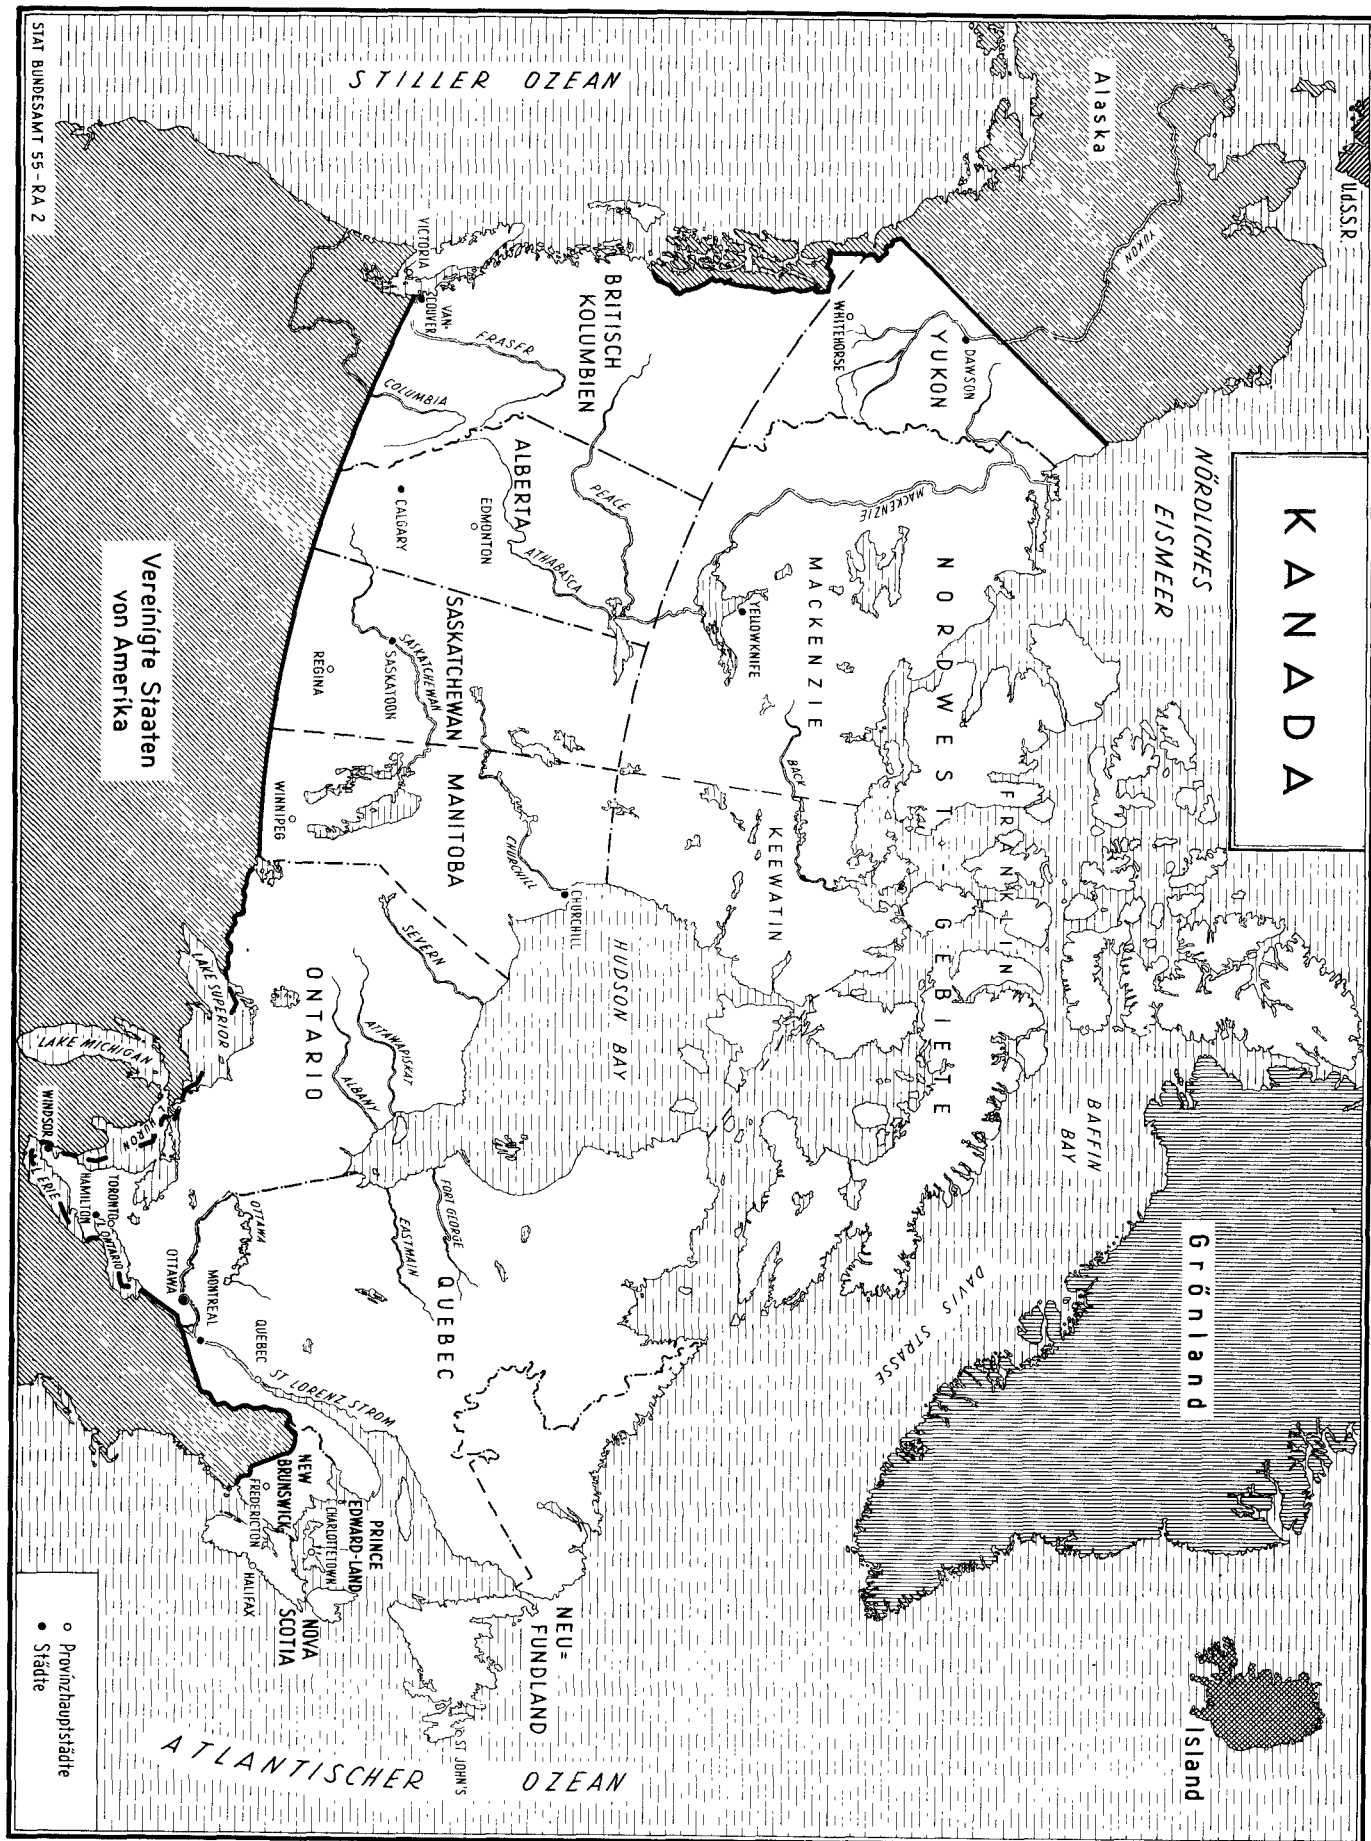 KANADA
U.d.S.S.R
Alaska
YUKON
NÖRDLICHES
EISMEER
Grönland
Island
BAFFIN
BAY
DAVIS STRASSE
STILLER OZEAN
DAWSON
YUKON
WHITEHORSE
MACKENZIE
NORDWEST-GEBIETE
FRANKLIN
MACKENZIE
YELLOWKNIFE
BACK
KEEWATIN
BRITISCH
KOLUMBIEN
PEACE
FRASER
COLUMBIA
VICTORIA
VAN-
COUVER
ALBERTA
ATHABASCA
EDMONTON
CALGARY
SASKATCHEWAN
SASKATCHEWAN
SASKATOON
REGINA
MANITOBA
CHURCHILL
CHURCHILL
WINNIPEG
HUDSON BAY
SEVERN
ONTARIO
ATTAWAPISKAT
ALBANY
LAKE SUPERIOR
LAKE MICHIGAN
L. HURON
WINDSOR
L. ERIE
HAMILTON
TORONTO
L. ONTARIO
OTTAWA
OTTAWA
MONTREAL
QUEBEC
ST LORENZ STROM
FORT GEORGE
EASTMAIN
QUEBEC
NEU=
FUNDLAND
ST JOHN'S
PRINCE
EDWARD-LAND
CHARLOTTETOWN
NEW
BRUNSWICK
FREDERICTON
NOVA
SCOTIA
HALIFAX
Vereinigte Staaten
von Amerika
ATLANTISCHER OZEAN
○ Provinzhauptstädte
● Städte
STAT BUNDESAMT 55-RA 2